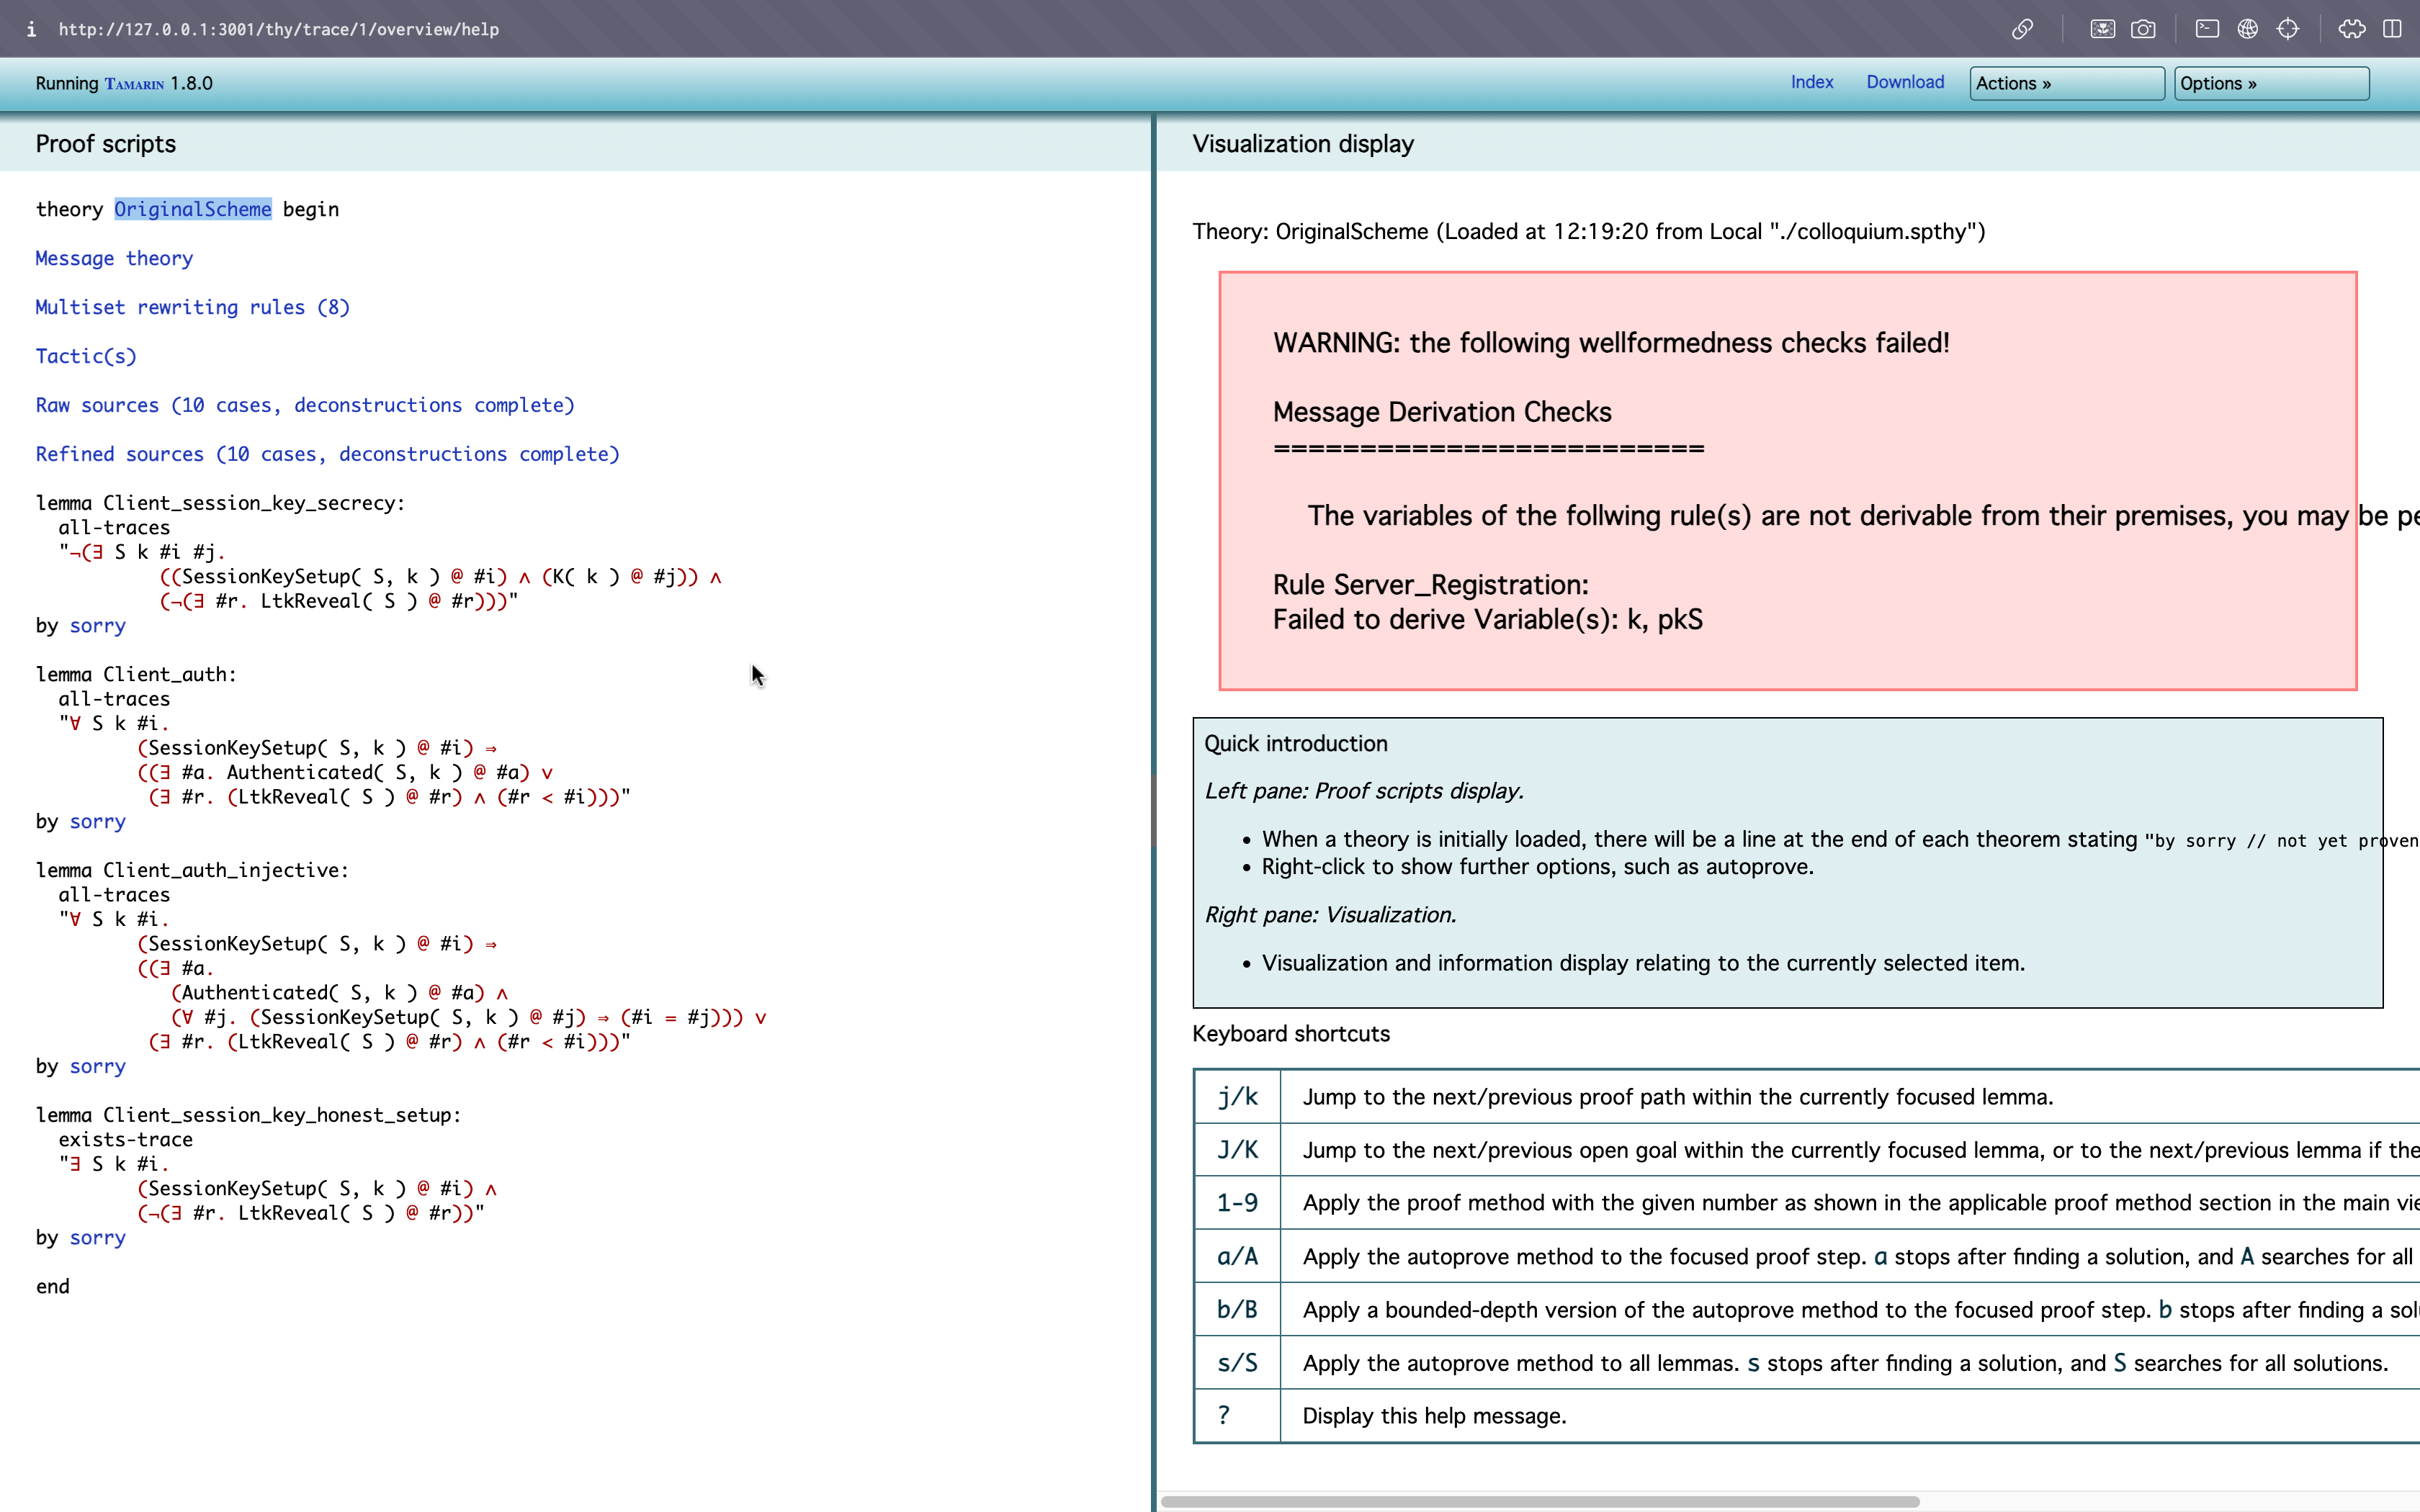 http://127.0.0.1:3001/thy/trace/1/overview/help
Running TAMARIN 1.8.0
Index
Download
Actions »
Options »
Proof scripts
theory OriginalScheme begin
Message theory
Multiset rewriting rules (8)
Tactic(s)
Raw sources (10 cases, deconstructions complete)
Refined sources (10 cases, deconstructions complete)
lemma Client_session_key_secrecy:
all-traces
"¬(∃ S k #i #j.
((SessionKeySetup( S, k ) @ #i) ∧ (K( k ) @ #j)) ∧
(¬(∃ #r. LtkReveal( S ) @ #r)))"
by sorry
lemma Client_auth:
all-traces
"∀ S k #i.
(SessionKeySetup( S, k ) @ #i) ⇒
((∃ #a. Authenticated( S, k ) @ #a) ∨
(∃ #r. (LtkReveal( S ) @ #r) ∧ (#r < #i)))"
by sorry
lemma Client_auth_injective:
all-traces
"∀ S k #i.
(SessionKeySetup( S, k ) @ #i) ⇒
((∃ #a.
(Authenticated( S, k ) @ #a) ∧
(∀ #j. (SessionKeySetup( S, k ) @ #j) ⇒ (#i = #j))) ∨
(∃ #r. (LtkReveal( S ) @ #r) ∧ (#r < #i)))"
by sorry
lemma Client_session_key_honest_setup:
exists-trace
"∃ S k #i.
(SessionKeySetup( S, k ) @ #i) ∧
(¬(∃ #r. LtkReveal( S ) @ #r))"
by sorry
end
Visualization display
Theory: OriginalScheme (Loaded at 12:19:20 from Local "./colloquium.spthy")
WARNING: the following wellformedness checks failed!
Message Derivation Checks
=========================
The variables of the follwing rule(s) are not derivable from their premises, you may be
Rule Server_Registration:
Failed to derive Variable(s): k, pkS
Quick introduction
Left pane: Proof scripts display.
• When a theory is initially loaded, there will be a line at the end of each theorem stating "by sorry // not yet proven
• Right-click to show further options, such as autoprove.
Right pane: Visualization.
• Visualization and information display relating to the currently selected item.
Keyboard shortcuts
j/k Jump to the next/previous proof path within the currently focused lemma.
J/K Jump to the next/previous open goal within the currently focused lemma, or to the next/previous lemma if the
1-9 Apply the proof method with the given number as shown in the applicable proof method section in the main
a/A Apply the autoprove method to the focused proof step. a stops after finding a solution, and A searches for all
b/B Apply a bounded-depth version of the autoprove method to the focused proof step. b stops after finding a
s/S Apply the autoprove method to all lemmas. s stops after finding a solution, and S searches for all solutions.
? Display this help message.